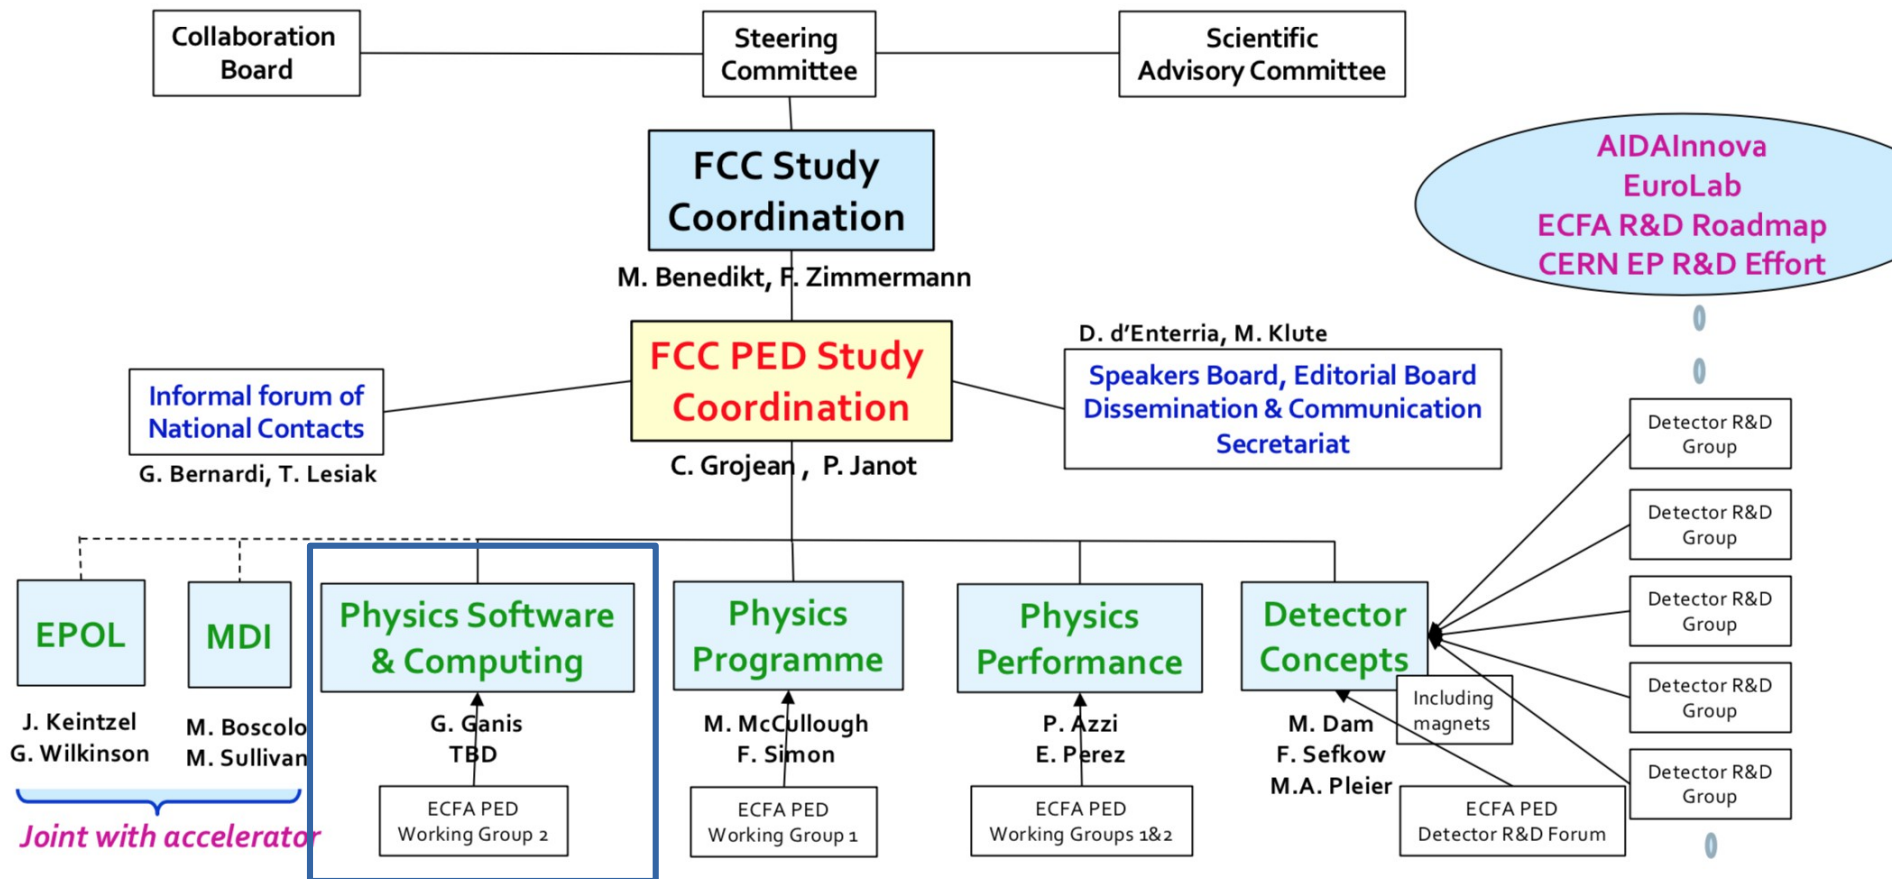 Collaboration
Board
Steering
Committee
Scientific
Advisory Committee
FCC Study
Coordination
M. Benedikt, F. Zimmermann
AIDAInnova
EuroLab
ECFA R&D Roadmap
CERN EP R&D Effort
FCC PED Study
Coordination
C. Grojean , P. Janot
Informal forum of
National Contacts
G. Bernardi, T. Lesiak
D. d'Enterria, M. Klute
Speakers Board, Editorial Board
Dissemination & Communication
Secretariat
Detector R&D
Group
Detector R&D
Group
Detector R&D
Group
Detector R&D
Group
Detector R&D
Group
EPOL
J. Keintzel
G. Wilkinson
MDI
M. Boscolo
M. Sullivan
Joint with accelerator
Physics Software
& Computing
G. Ganis
TBD
ECFA PED
Working Group 2
Physics
Programme
M. McCullough
F. Simon
ECFA PED
Working Group 1
Physics
Performance
P. Azzi
E. Perez
ECFA PED
Working Groups 1&2
Detector
Concepts
Including
magnets
M. Dam
F. Sefkow
M.A. Pleier
ECFA PED
Detector R&D Forum